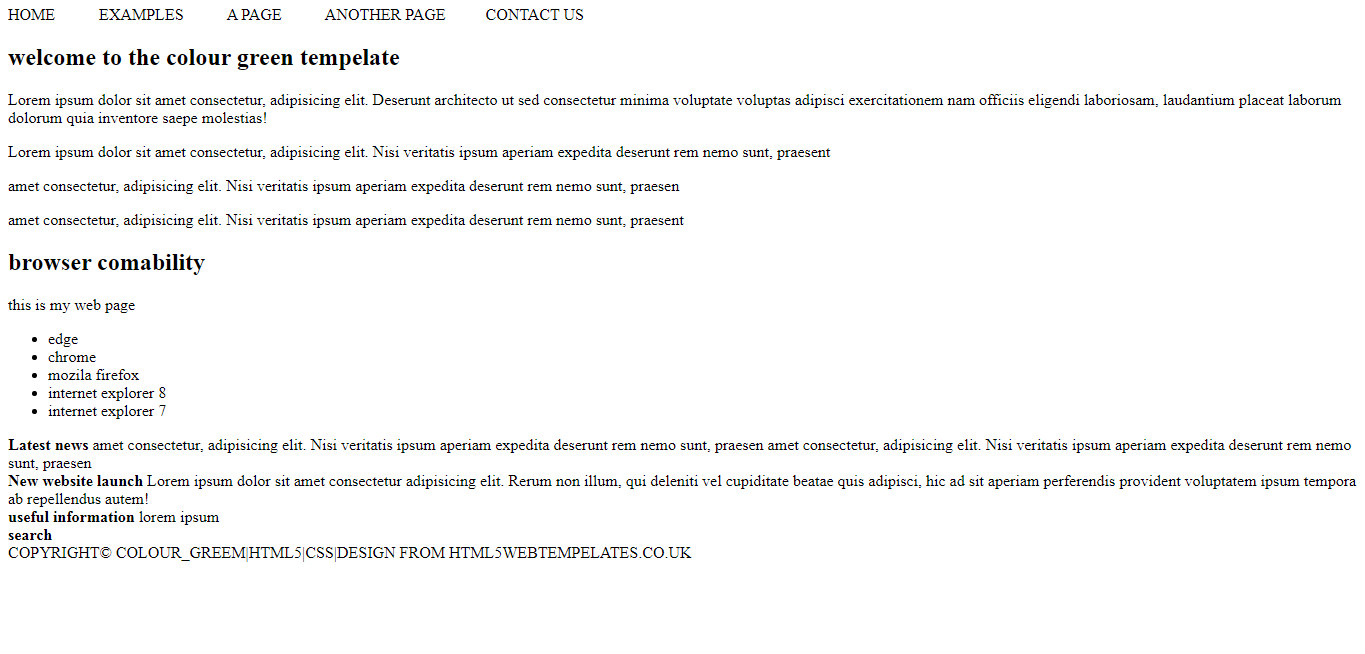 HOME EXAMPLES A PAGE ANOTHER PAGE CONTACT US
welcome to the colour green tempelate
Lorem ipsum dolor sit amet consectetur, adipisicing elit. Deserunt architecto ut sed consectetur minima voluptate voluptas adipisci exercitationem nam officiis eligendi laboriosam, laudantium placeat laborum
dolorum quia inventore saepe molestias!
Lorem ipsum dolor sit amet consectetur, adipisicing elit. Nisi veritatis ipsum aperiam expedita deserunt rem nemo sunt, praesent
amet consectetur, adipisicing elit. Nisi veritatis ipsum aperiam expedita deserunt rem nemo sunt, praesen
amet consectetur, adipisicing elit. Nisi veritatis ipsum aperiam expedita deserunt rem nemo sunt, praesent
browser comability
this is my web page
• edge
• chrome
• mozila firefox
• internet explorer 8
• internet explorer 7
Latest news amet consectetur, adipisicing elit. Nisi veritatis ipsum aperiam expedita deserunt rem nemo sunt, praesen amet consectetur, adipisicing elit. Nisi veritatis ipsum aperiam expedita deserunt rem nemo
sunt, praesen
New website launch Lorem ipsum dolor sit amet consectetur adipisicing elit. Rerum non illum, qui deleniti vel cupiditate beatae quis adipisci, hic ad sit aperiam perferendis provident voluptatem ipsum tempora
ab repellendus autem!
useful information lorem ipsum
search
COPYRIGHT© COLOUR_GREEM|HTML5|CSS|DESIGN FROM HTML5WEBTEMPELATES.CO.UK